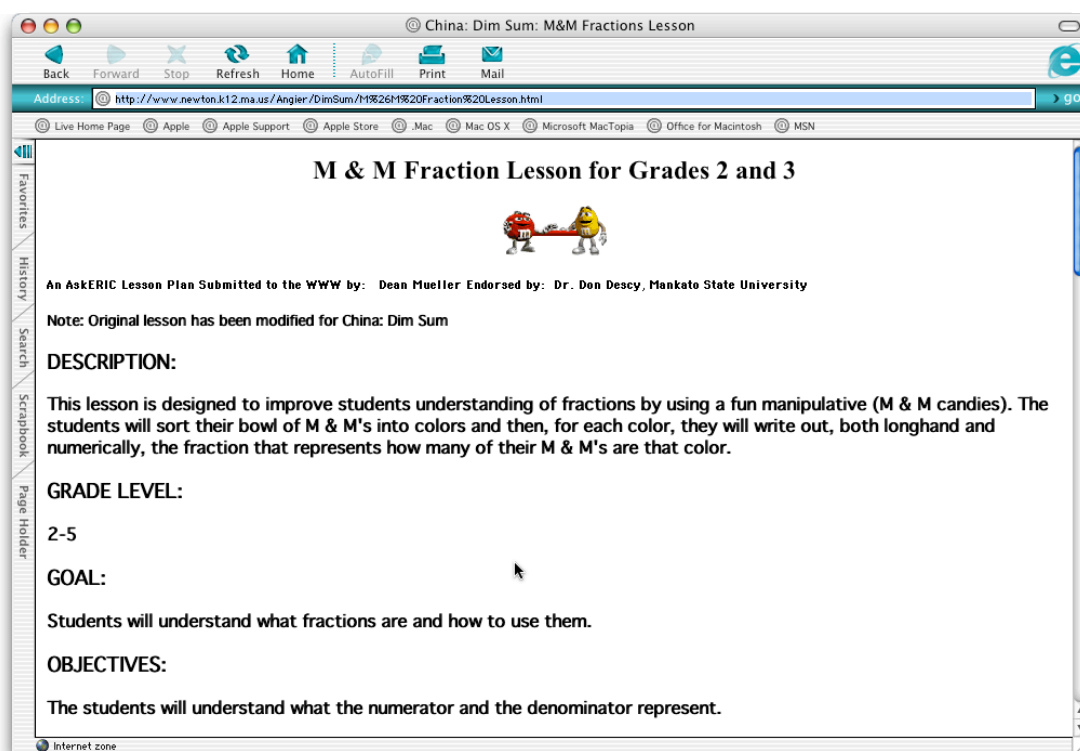 China: Dim Sum: M&M Fractions Lesson
Back Forward Stop Refresh Home AutoFill Print Mail
Address: http://www.newton.k12.ma.us/Angier/DimSum/M%26M%20Fraction%20Lesson.html go
Live Home Page Apple Apple Support Apple Store .Mac Mac OS X Microsoft MacTopia Office for Macintosh MSN
Favorites
History
Search
Scrapbook
Page Holder
M & M Fraction Lesson for Grades 2 and 3
An AskERIC Lesson Plan Submitted to the WWW by: Dean Mueller Endorsed by: Dr. Don Descy, Mankato State University
Note: Original lesson has been modified for China: Dim Sum
DESCRIPTION:
This lesson is designed to improve students understanding of fractions by using a fun manipulative (M & M candies). The
students will sort their bowl of M & M's into colors and then, for each color, they will write out, both longhand and
numerically, the fraction that represents how many of their M & M's are that color.
GRADE LEVEL:
2-5
GOAL:
Students will understand what fractions are and how to use them.
OBJECTIVES:
The students will understand what the numerator and the denominator represent.
Internet zone